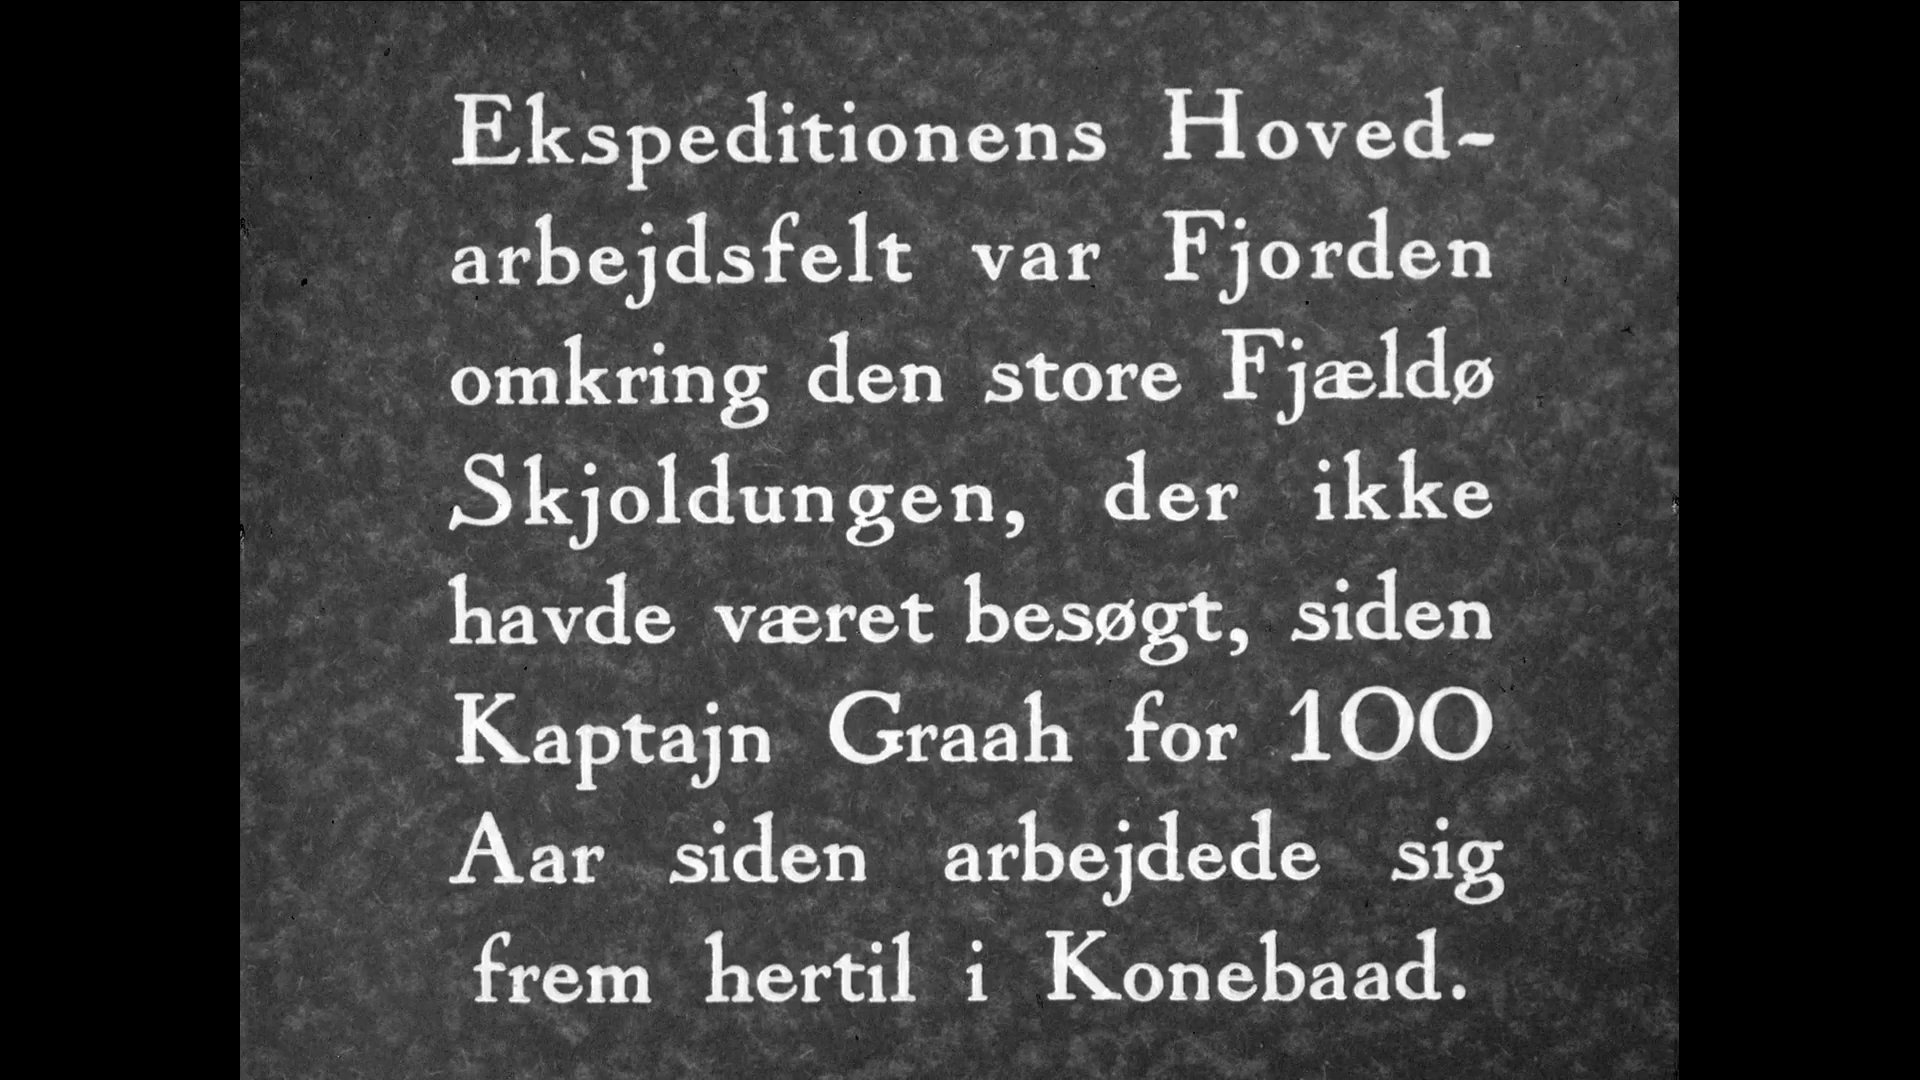 Ekspeditionens Hoved-
arbejdsfelt var Fjorden
omkring den store Fjældø
Skjoldungen, der ikke
havde været besøgt, siden
Kaptajn Graah for 100
Aar siden arbejdede sig
frem hertil i Konebaad.